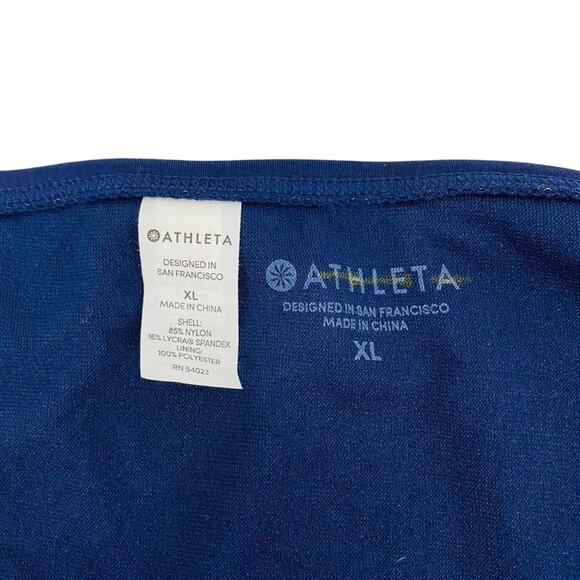 ATHLETA
DESIGNED IN
SAN FRANCISCO
XL
MADE IN CHINA
SHELL:
85% NYLON
15% LYCRA® SPANDEX
LINING:
100% POLYESTER
RN 54023
ATHLETA
DESIGNED IN SAN FRANCISCO
MADE IN CHINA
XL